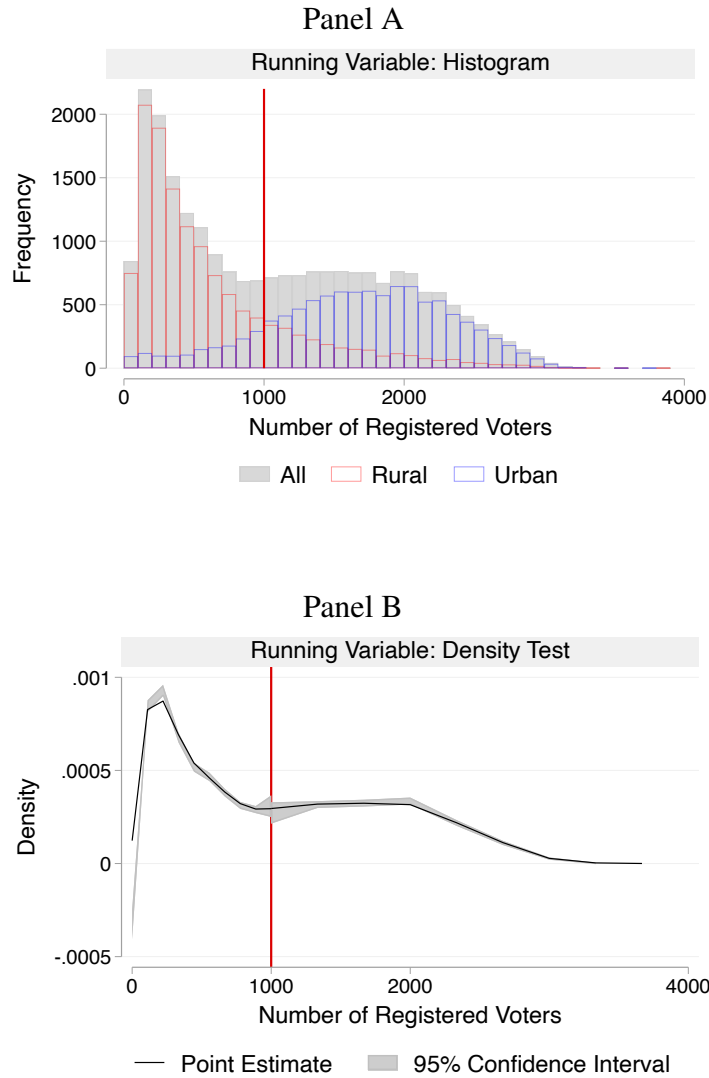 Panel A
Running Variable: Histogram
Frequency
2000
1500
1000
500
0
0 1000 2000 4000
Number of Registered Voters
All Rural Urban
Panel B
Running Variable: Density Test
Density
.001
.0005
0
-.0005
0 1000 2000 4000
Number of Registered Voters
Point Estimate 95% Confidence Interval